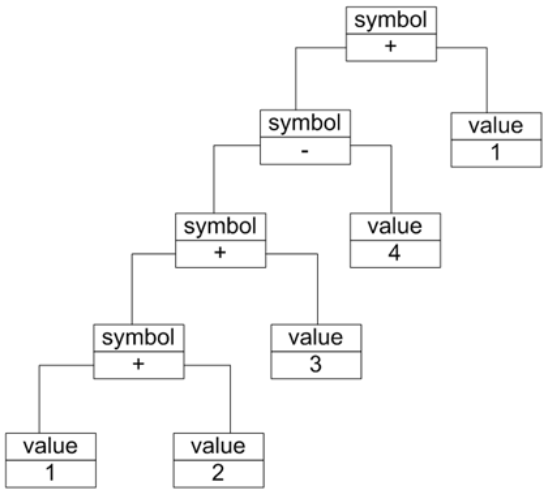 symbol
+
symbol
-
value
1
symbol
+
value
4
symbol
+
value
3
value
1
value
2